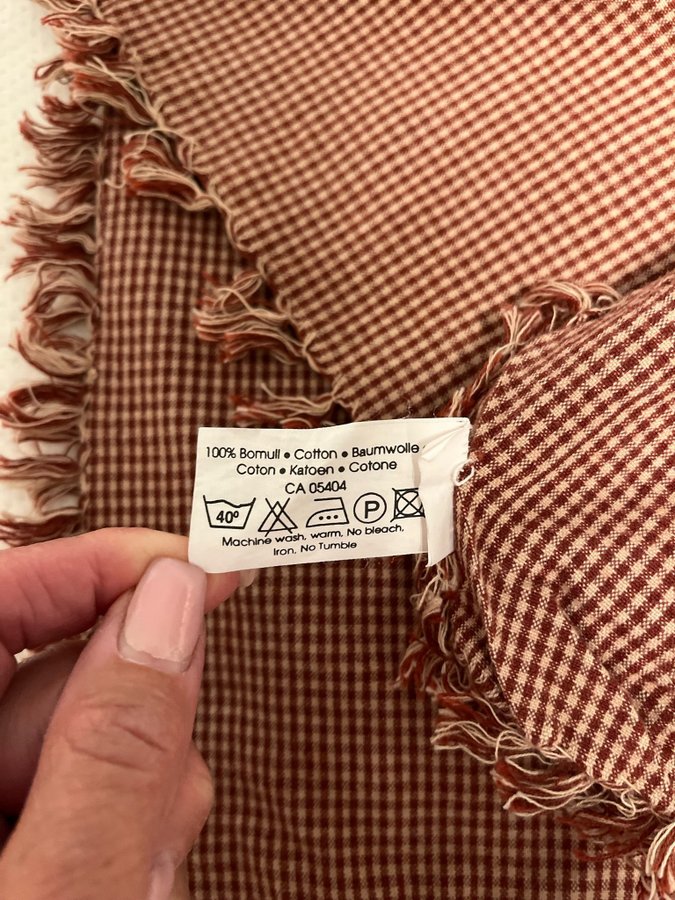 100% Bomull • Cotton • Baumwolle
Coton • Katoen • Cotone
CA 05404
40°
P
Machine wash, warm, No bleach,
Iron, No Tumble